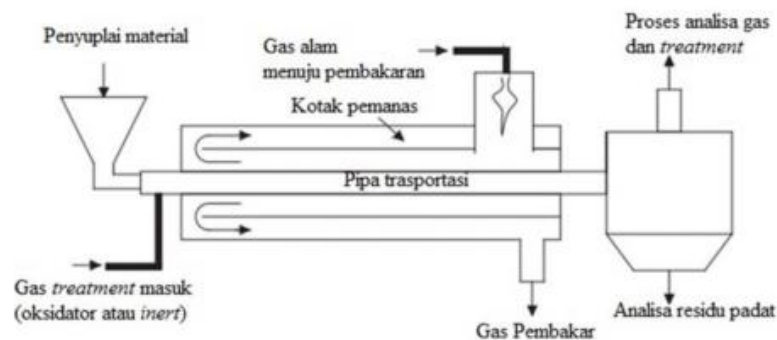 Penyuplai material
Gas alam
menuju pembakaran
Kotak pemanas
Proses analisa gas
dan treatment
Pipa trasportasi
Gas treatment masuk
(oksidator atau inert)
Gas Pembakar
Analisa residu padat